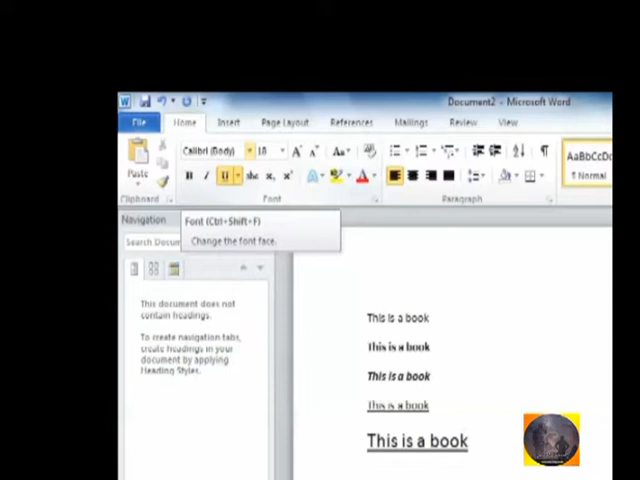 Document2 - Microsoft Word
File Home Insert Page Layout References Mailings Review View
Paste
Calibri (Body) 18
AaBbCcDc
¶ Normal
Clipboard Font Paragraph
Navigation
Font (Ctrl+Shift+F)
Change the font face.
Search Docum
This document does not
contain headings.
To create navigation tabs,
create headings in your
document by applying
Heading Styles.
This is a book
This is a book
This is a book
This is a book
This is a book